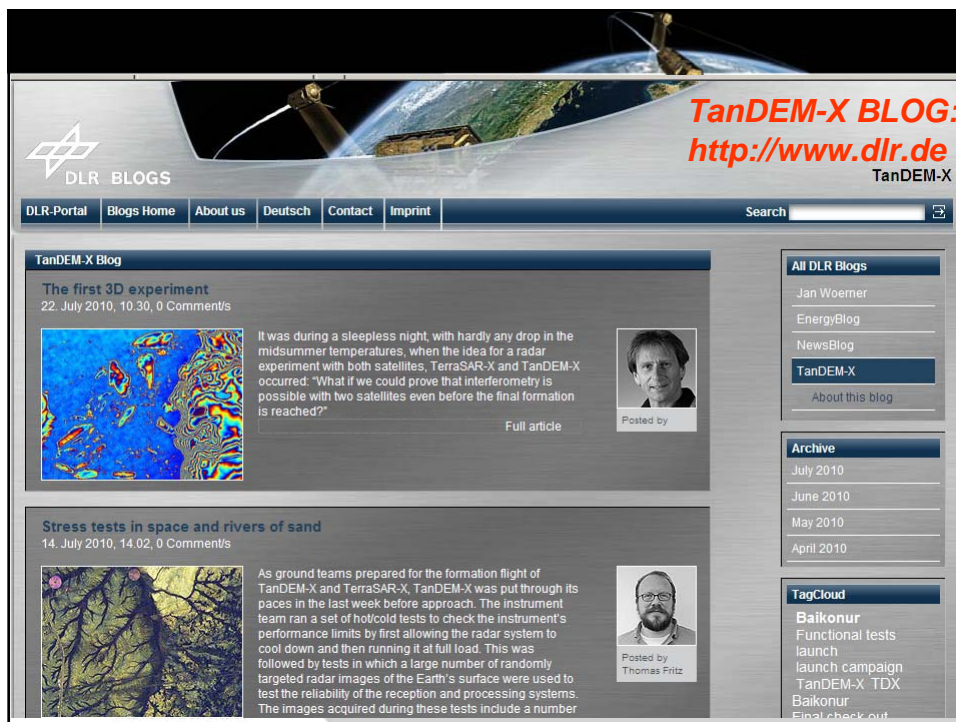 TanDEM-X BLOG:
http://www.dlr.de
TanDEM-X
DLR BLOGS
DLR-Portal Blogs Home About us Deutsch Contact Imprint Search
TanDEM-X Blog
The first 3D experiment
22. July 2010, 10.30, 0 Comment/s
It was during a sleepless night, with hardly any drop in the
midsummer temperatures, when the idea for a radar
experiment with both satellites, TerraSAR-X and TanDEM-X
occurred: “What if we could prove that interferometry is
possible with two satellites even before the final formation
is reached?”
Full article
Posted by
Stress tests in space and rivers of sand
14. July 2010, 14.02, 0 Comment/s
As ground teams prepared for the formation flight of
TanDEM-X and TerraSAR-X, TanDEM-X was put through its
paces in the last week before approach. The instrument
team ran a set of hot/cold tests to check the instrument's
performance limits by first allowing the radar system to
cool down and then running it at full load. This was
followed by tests in which a large number of randomly
targeted radar images of the Earth's surface were used to
test the reliability of the reception and processing systems.
The images acquired during these tests include a number
Posted by
Thomas Fritz
All DLR Blogs
Jan Woerner
EnergyBlog
NewsBlog
TanDEM-X
About this blog
Archive
July 2010
June 2010
May 2010
April 2010
TagCloud
Baikonur
Functional tests
launch
launch campaign
TanDEM-X TDX
Baikonur
Final check out